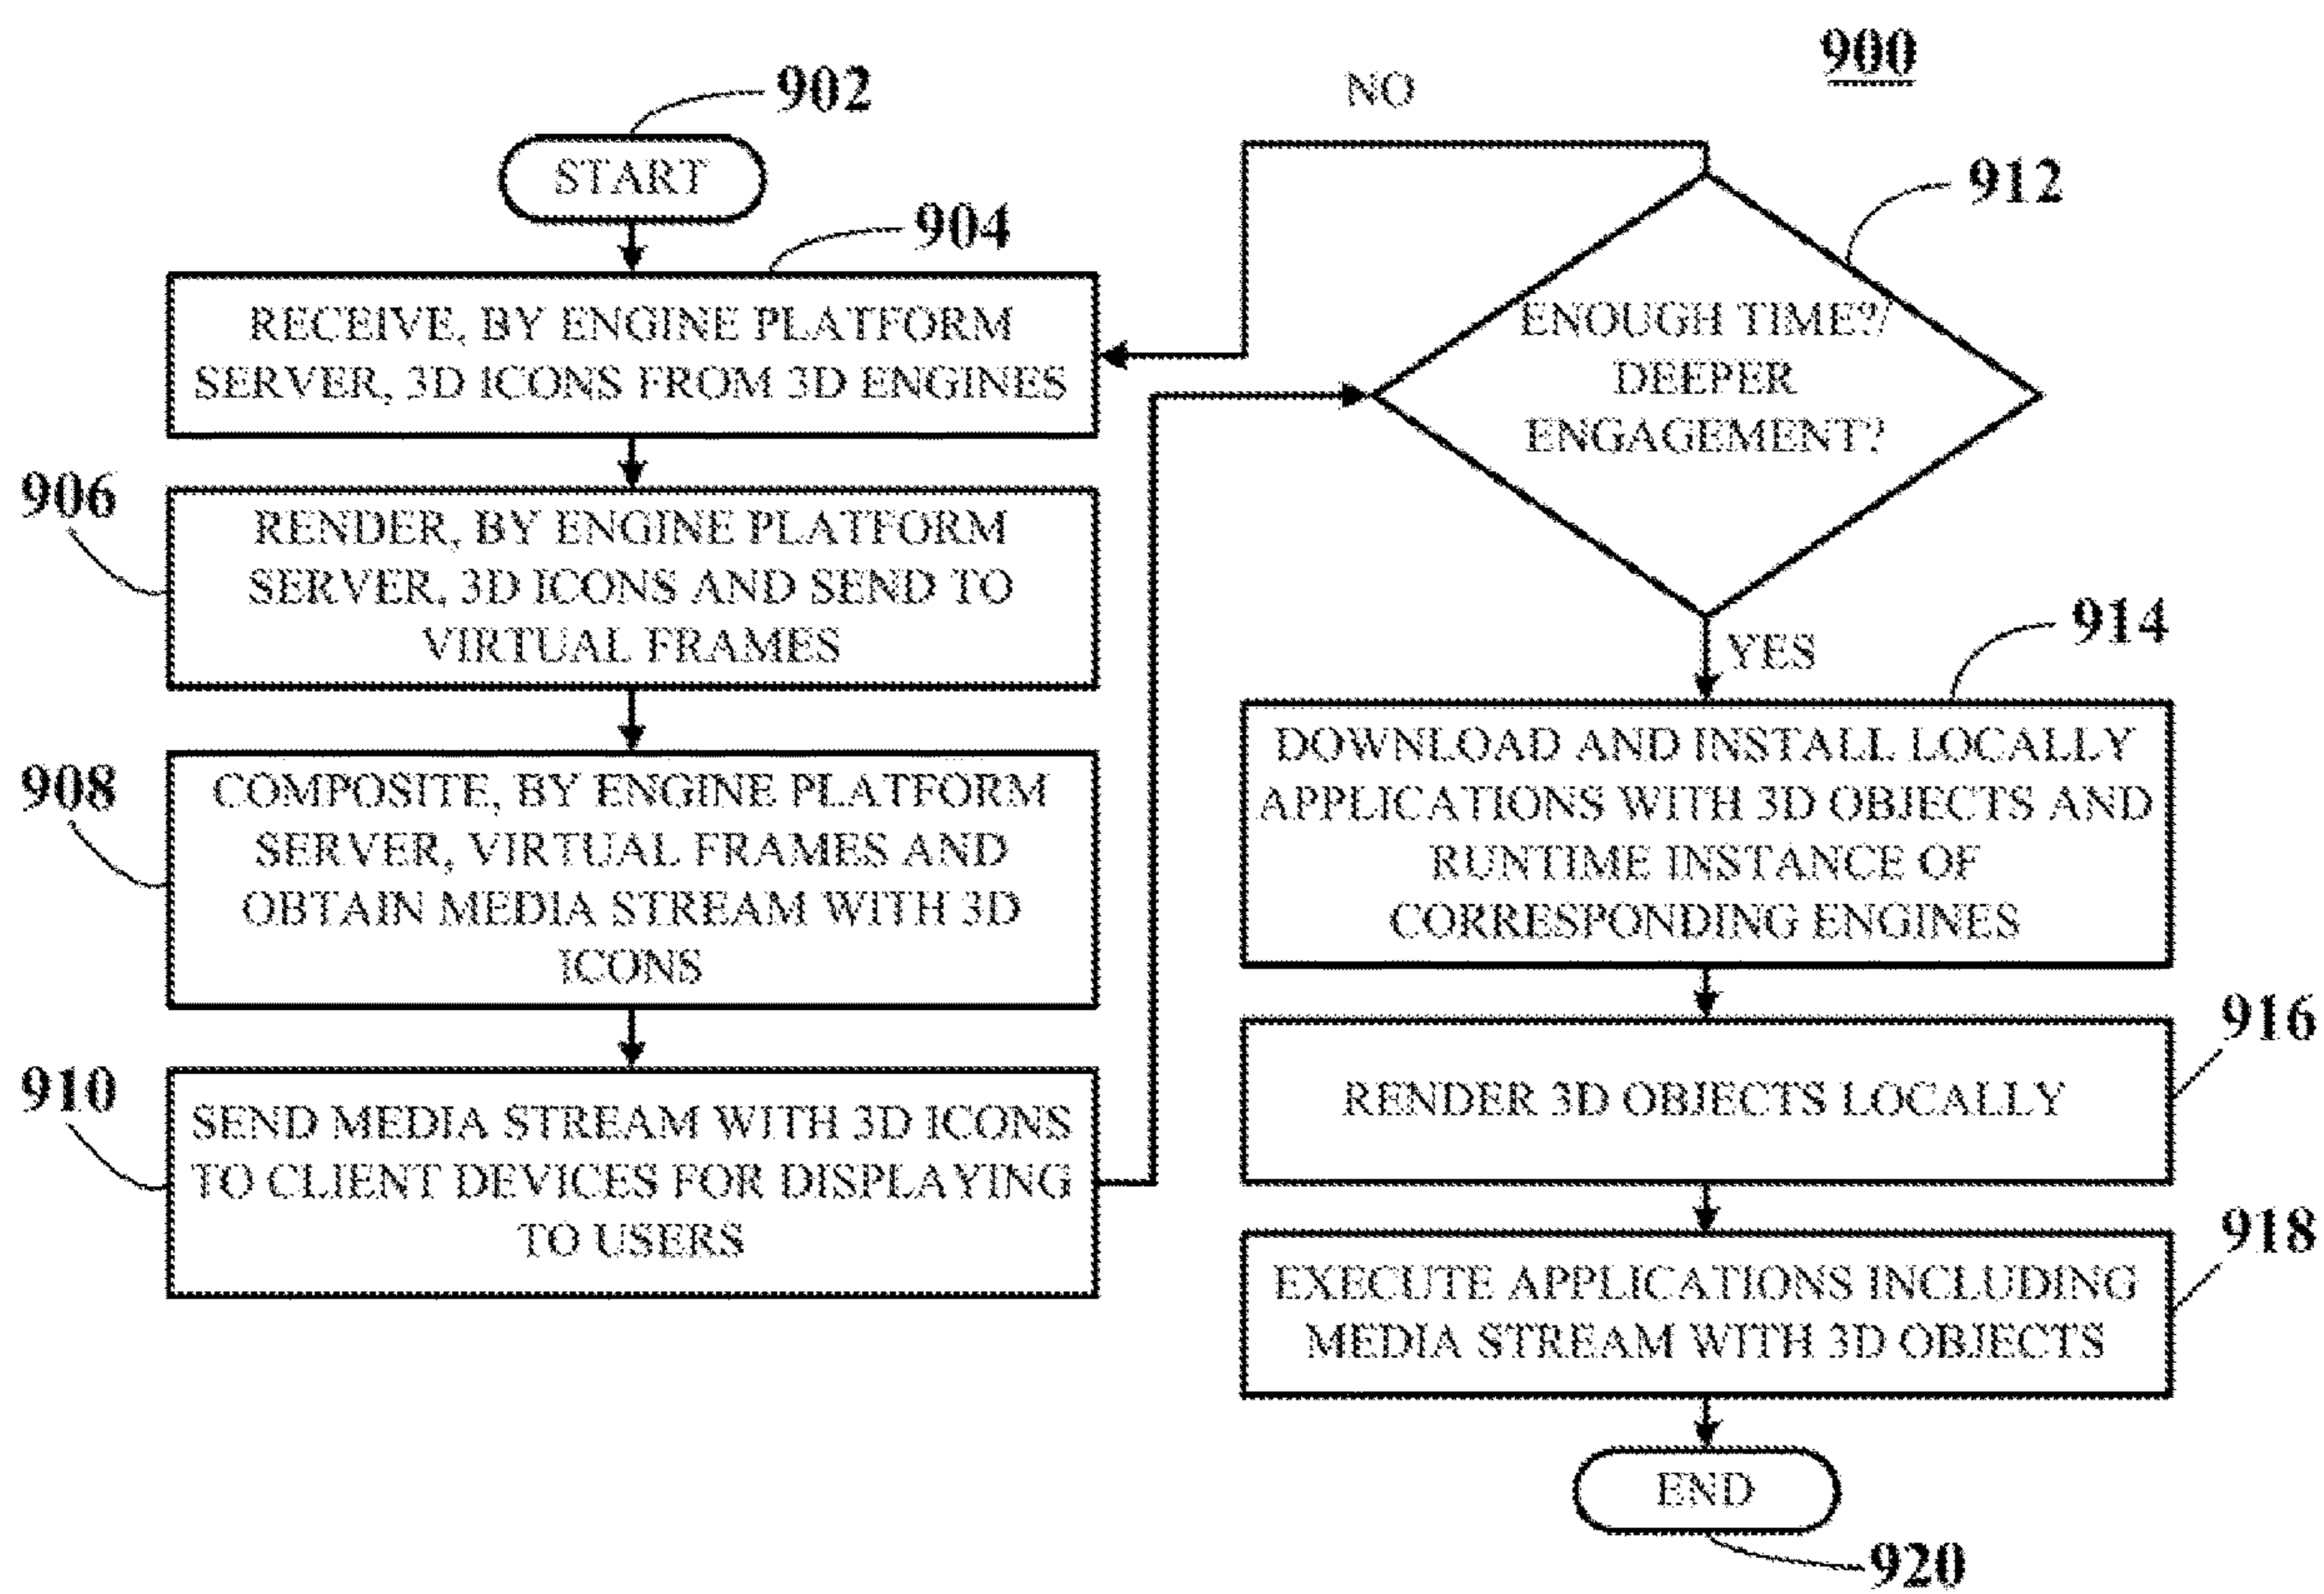 900
902
START
904
RECEIVE, BY ENGINE PLATFORM
SERVER, 3D ICONS FROM 3D ENGINES
906
RENDER, BY ENGINE PLATFORM
SERVER, 3D ICONS AND SEND TO
VIRTUAL FRAMES
908
COMPOSITE, BY ENGINE PLATFORM
SERVER, VIRTUAL FRAMES AND
OBTAIN MEDIA STREAM WITH 3D
ICONS
910
SEND MEDIA STREAM WITH 3D ICONS
TO CLIENT DEVICES FOR DISPLAYING
TO USERS
NO
912
ENOUGH TIME?/
DEEPER
ENGAGEMENT?
YES
914
DOWNLOAD AND INSTALL LOCALLY
APPLICATIONS WITH 3D OBJECTS AND
RUNTIME INSTANCE OF
CORRESPONDING ENGINES
916
RENDER 3D OBJECTS LOCALLY
918
EXECUTE APPLICATIONS INCLUDING
MEDIA STREAM WITH 3D OBJECTS
END
920